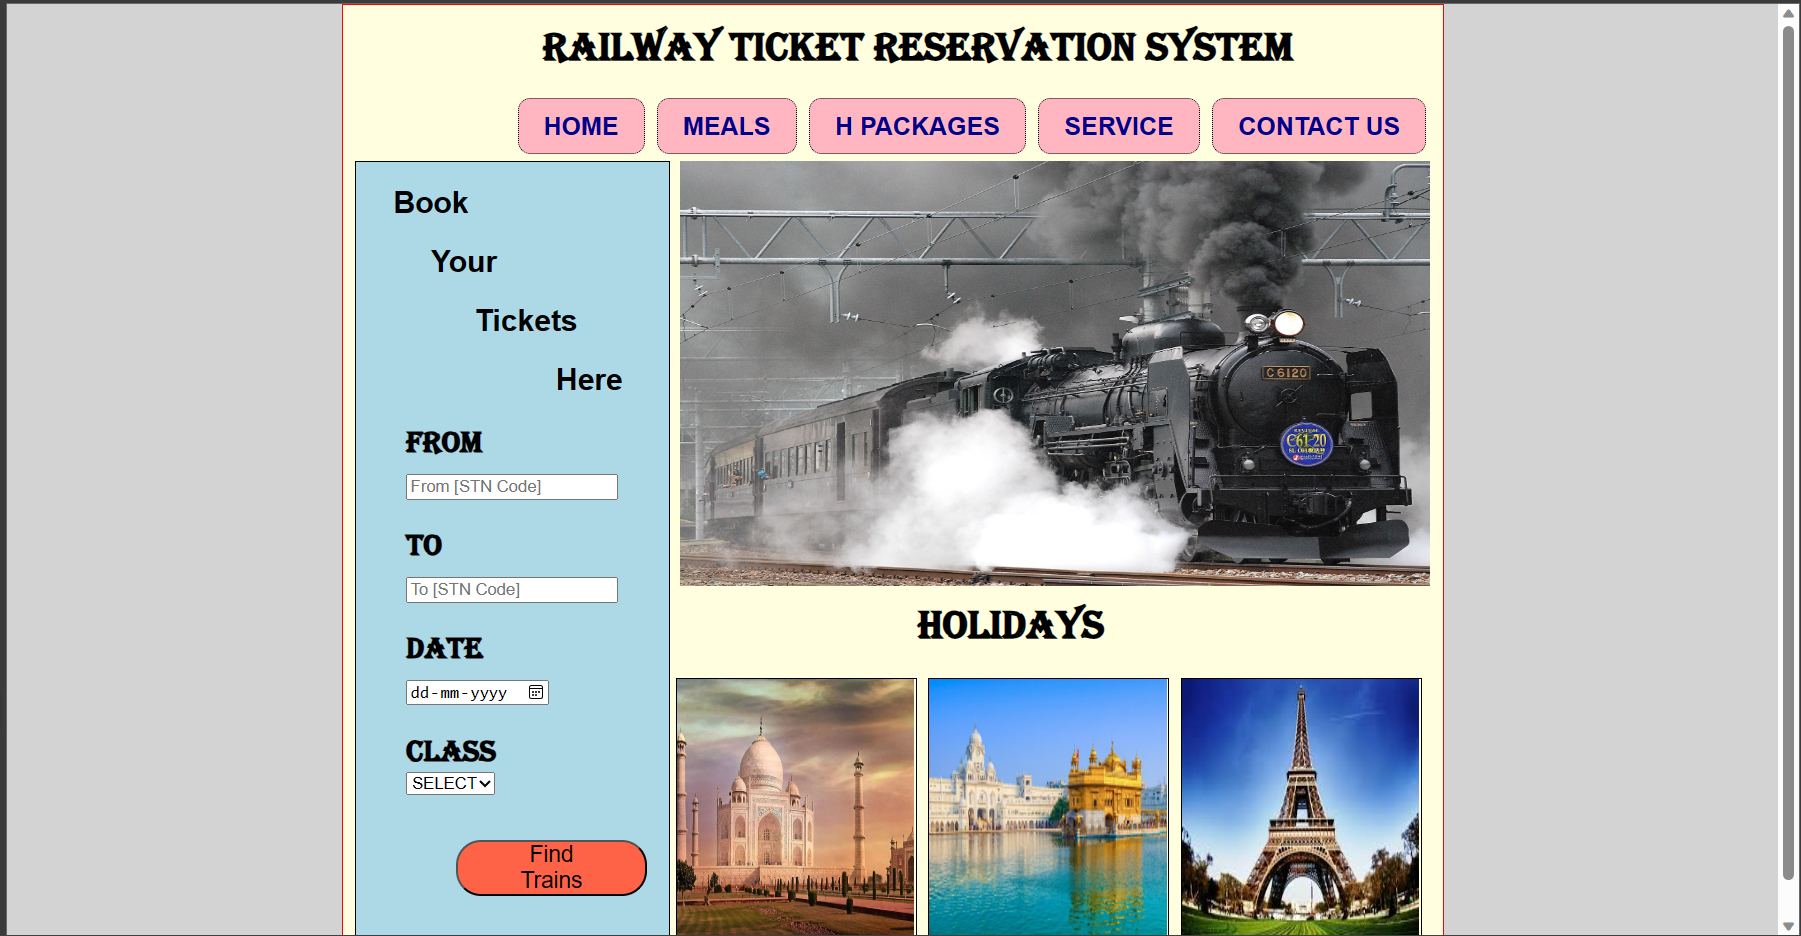 RAILWAY TICKET RESERVATION SYSTEM
HOME MEALS H PACKAGES SERVICE CONTACT US
Book
Your
Tickets
Here
FROM
From [STN Code]
TO
To [STN Code]
DATE
dd-mm-yyyy
CLASS
SELECT
Find
Trains
C 6120
C61-20
HOLIDAYS